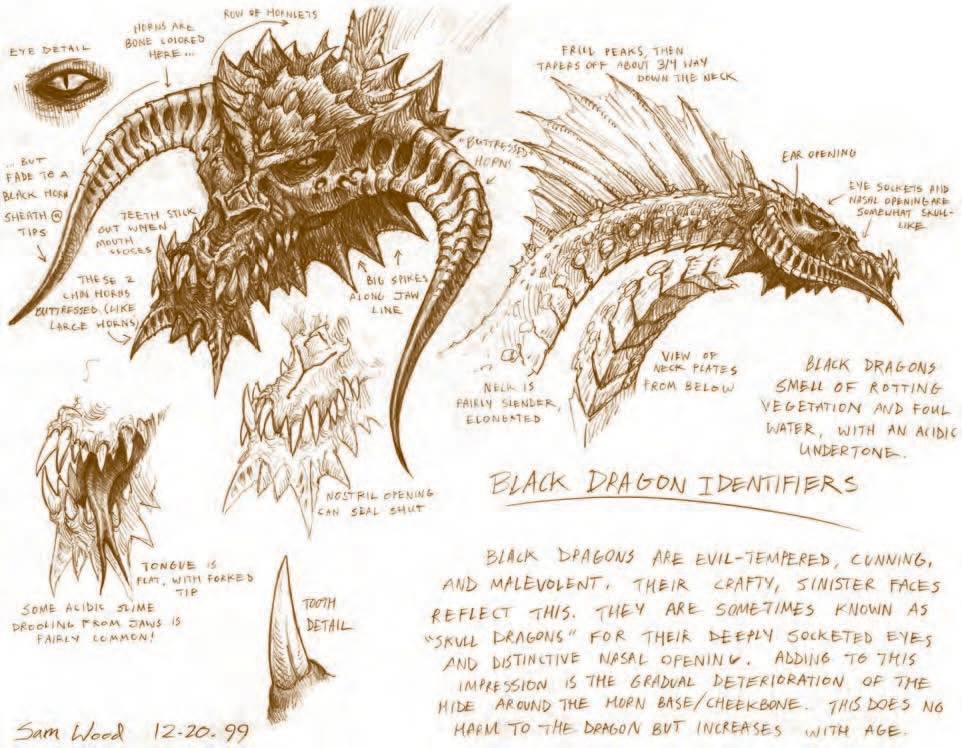 EYE DETAIL
HORNS ARE
BONE COLORED
HERE...
ROW OF HORNLETS
... BUT
FADE TO A
BLACK HORN
SHEATH @
TIPS
TEETH STICK
OUT WHEN
MOUTH
CLOSES
THESE 2
CHIN HORNS
BUTTRESSED (LIKE
LARGE HORNS)
BIG SPIKES
ALONG JAW
LINE
"BUTTRESSED"
HORNS
FRILL PEAKS, THEN
TAPERS OFF ABOUT 3/4 WAY
DOWN THE NECK
EAR OPENING
EYE SOCKETS AND
NASAL OPENING ARE
SOMEWHAT SKULL-
LIKE
NECK IS
FAIRLY SLENDER,
ELONGATED
VIEW OF
NECK PLATES
FROM BELOW
BLACK DRAGONS
SMELL OF ROTTING
VEGETATION AND FOUL
WATER, WITH AN ACIDIC
UNDERTONE.
NOSTRIL OPENING
CAN SEAL SHUT
TONGUE IS
FLAT, WITH FORKED
TIP
SOME ACIDIC SLIME
DROOLING FROM JAWS IS
FAIRLY COMMON!
TOOTH
DETAIL
BLACK DRAGON IDENTIFIERS
BLACK DRAGONS ARE EVIL-TEMPERED, CUNNING,
AND MALEVOLENT. THEIR CRAFTY, SINISTER FACES
REFLECT THIS. THEY ARE SOMETIMES KNOWN AS
"SKULL DRAGONS" FOR THEIR DEEPLY SOCKETED EYES
AND DISTINCTIVE NASAL OPENING. ADDING TO THIS
IMPRESSION IS THE GRADUAL DETERIORATION OF THE
HIDE AROUND THE HORN BASE/CHEEKBONE. THIS DOES NO
HARM TO THE DRAGON BUT INCREASES WITH AGE.
Sam Wood 12-20-99